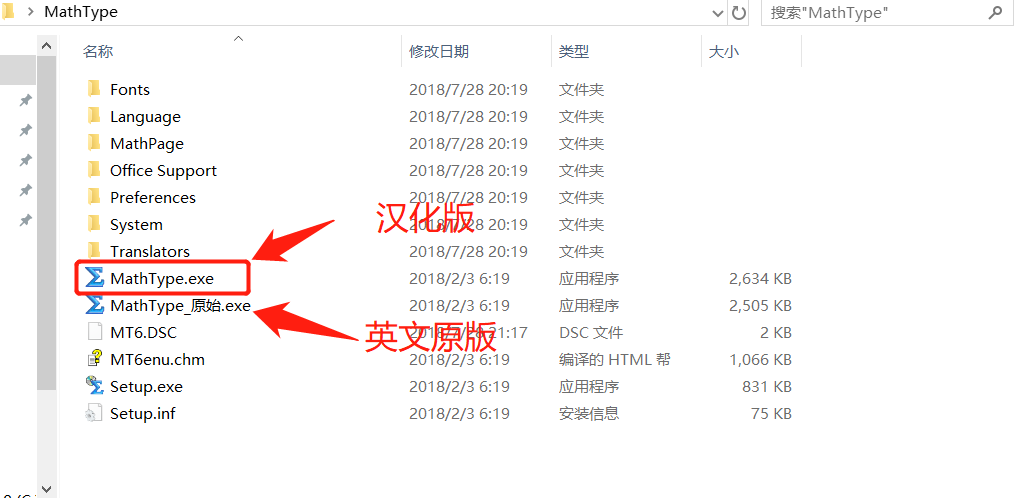 MathType
搜索"MathType"
名称 修改日期 类型 大小
Fonts 2018/7/28 20:19 文件夹
Language 2018/7/28 20:19 文件夹
MathPage 2018/7/28 20:19 文件夹
Office Support 2018/7/28 20:19 文件夹
Preferences 2018/7/28 20:19 文件夹
汉化版
System 2018/7/28 20:19 文件夹
Translators 2018/7/28 20:19 文件夹
MathType.exe 2018/2/3 6:19 应用程序 2,634 KB
MathType_原始.exe 2018/2/3 6:19 应用程序 2,505 KB
英文原版
MT6.DSC 21:17 DSC 文件 2 KB
MT6enu.chm 2018/2/3 6:19 编译的 HTML 帮 1,066 KB
Setup.exe 2018/2/3 6:19 应用程序 831 KB
Setup.inf 2018/2/3 6:19 安装信息 75 KB